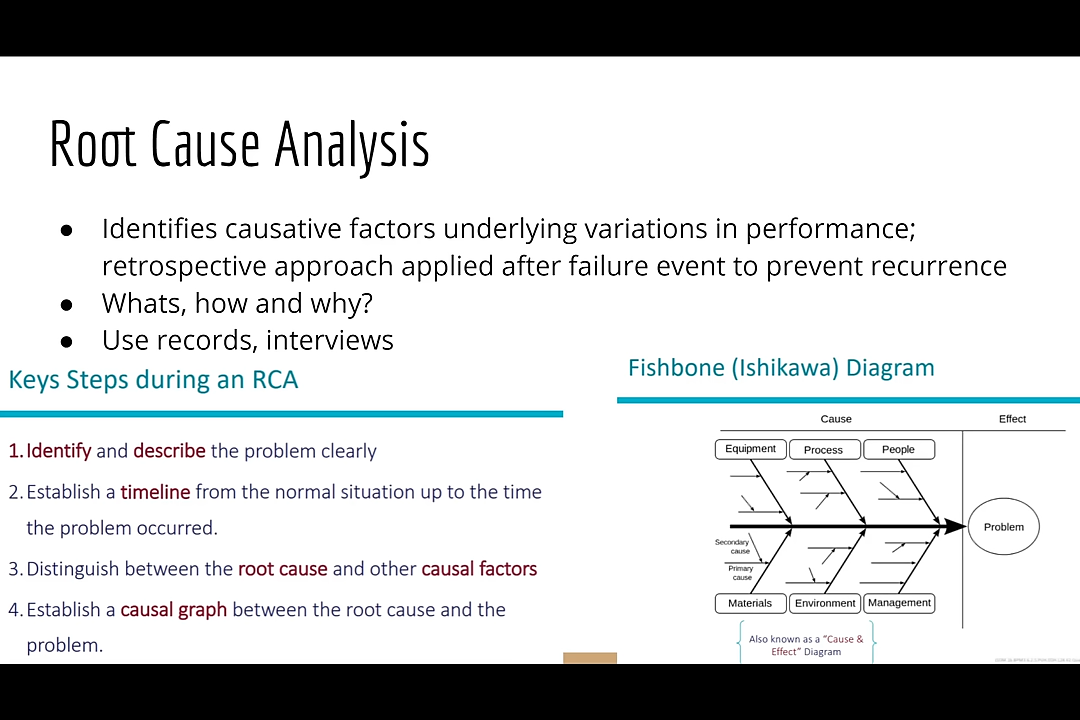 Root Cause Analysis
● Identifies causative factors underlying variations in performance;
retrospective approach applied after failure event to prevent recurrence
● Whats, how and why?
● Use records, interviews
Keys Steps during an RCA
1. Identify and describe the problem clearly
2. Establish a timeline from the normal situation up to the time
the problem occurred.
3. Distinguish between the root cause and other causal factors
4. Establish a causal graph between the root cause and the
problem.
Fishbone (Ishikawa) Diagram
Cause Effect
Equipment Process People
Problem
Secondary
cause
Primary
cause
Materials Environment Management
Also known as a “Cause &
Effect” Diagram